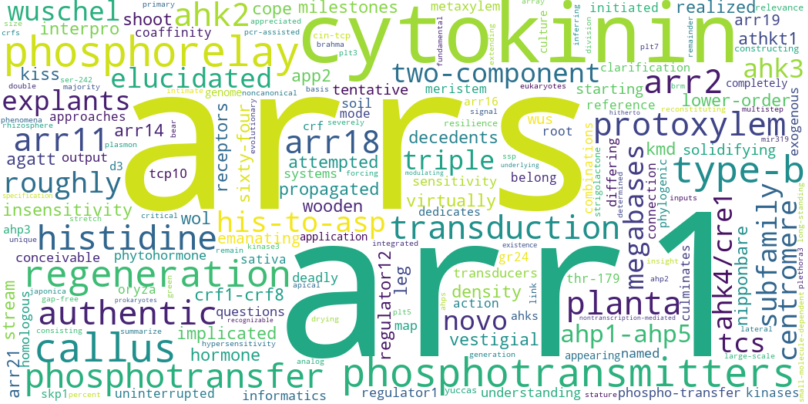 wuschel
ahk2
cope
milestones
metaxylem
array
culture
initiated
realized
primary
appreciated
size
crfs
shoot
interpro
coaffinity
cytokinin
arr19
relevance
pcr-assisted
brahma
cin-tcp
plt3
fundamental
inferring
division
extending
athkt1
plt7
constructing
phosphorelay
elucidated
kiss
ser-242
app2
two-component
clarification
starting
arr2
ahk3
remainder
completely
explants
majority
double
intimate
genome
tentative
meristem
arr16
eukaryotes
noncanonical
reference
lower-order
reconstituting
multistep
exogenous
approaches
phenomena
rhizosphere
evolutionary
sixty-four
receptors
soil
mode
crf
severely
basis
wus
root
signal
resilience
hitherto
brm
arr11
arr14
bear
arrs
arr18
decedents
combinations
differing
protoxylem
agatt
output
plasmon
d3
attempted
triple
ssp
underlying
modulating
strigolactone
belong
determined
kmd
solidifying
mir319
roughly
tcp10
systems
propagated
sensitivity
virtually
megabases
connection
phylogenic
type-b
insensitivity
forcing
wol
his-to-asp
wooden
dedicates
inputs
specification
stretch
ahp3
critical
emanating
application
transduction
histidine
unique
phytohormone
kinase3
integrated
existence
ahp2
insight
ahk4/cre1
subfamily
centromere
conceivable
remain
sativa
regulator12
leg
gr24
transducers
thr-179
culminates
nipponbare
regeneration
oryza
deadly
density
nontranscription-mediated
stream
japonica
gap-free
prokaryotes
crf1-crf8
green
apical
arr1
action
link
planta
authentic
questions
novo
ahks
ahps
tcs
homologous
consisting
summarize
implicated
hypersensitivity
recognizable
map
plt5
vestigial
ahp1-ahp5
arr21
callus
hormone
drying
appearing
named
lateral
plethora3
phosphotransfer
analog
generation
phosphotransmitters
large-scale
skp1
percent
uninterrupted
informatics
regulator1
yuccas
understanding
stature
phospho-transfer
kinases